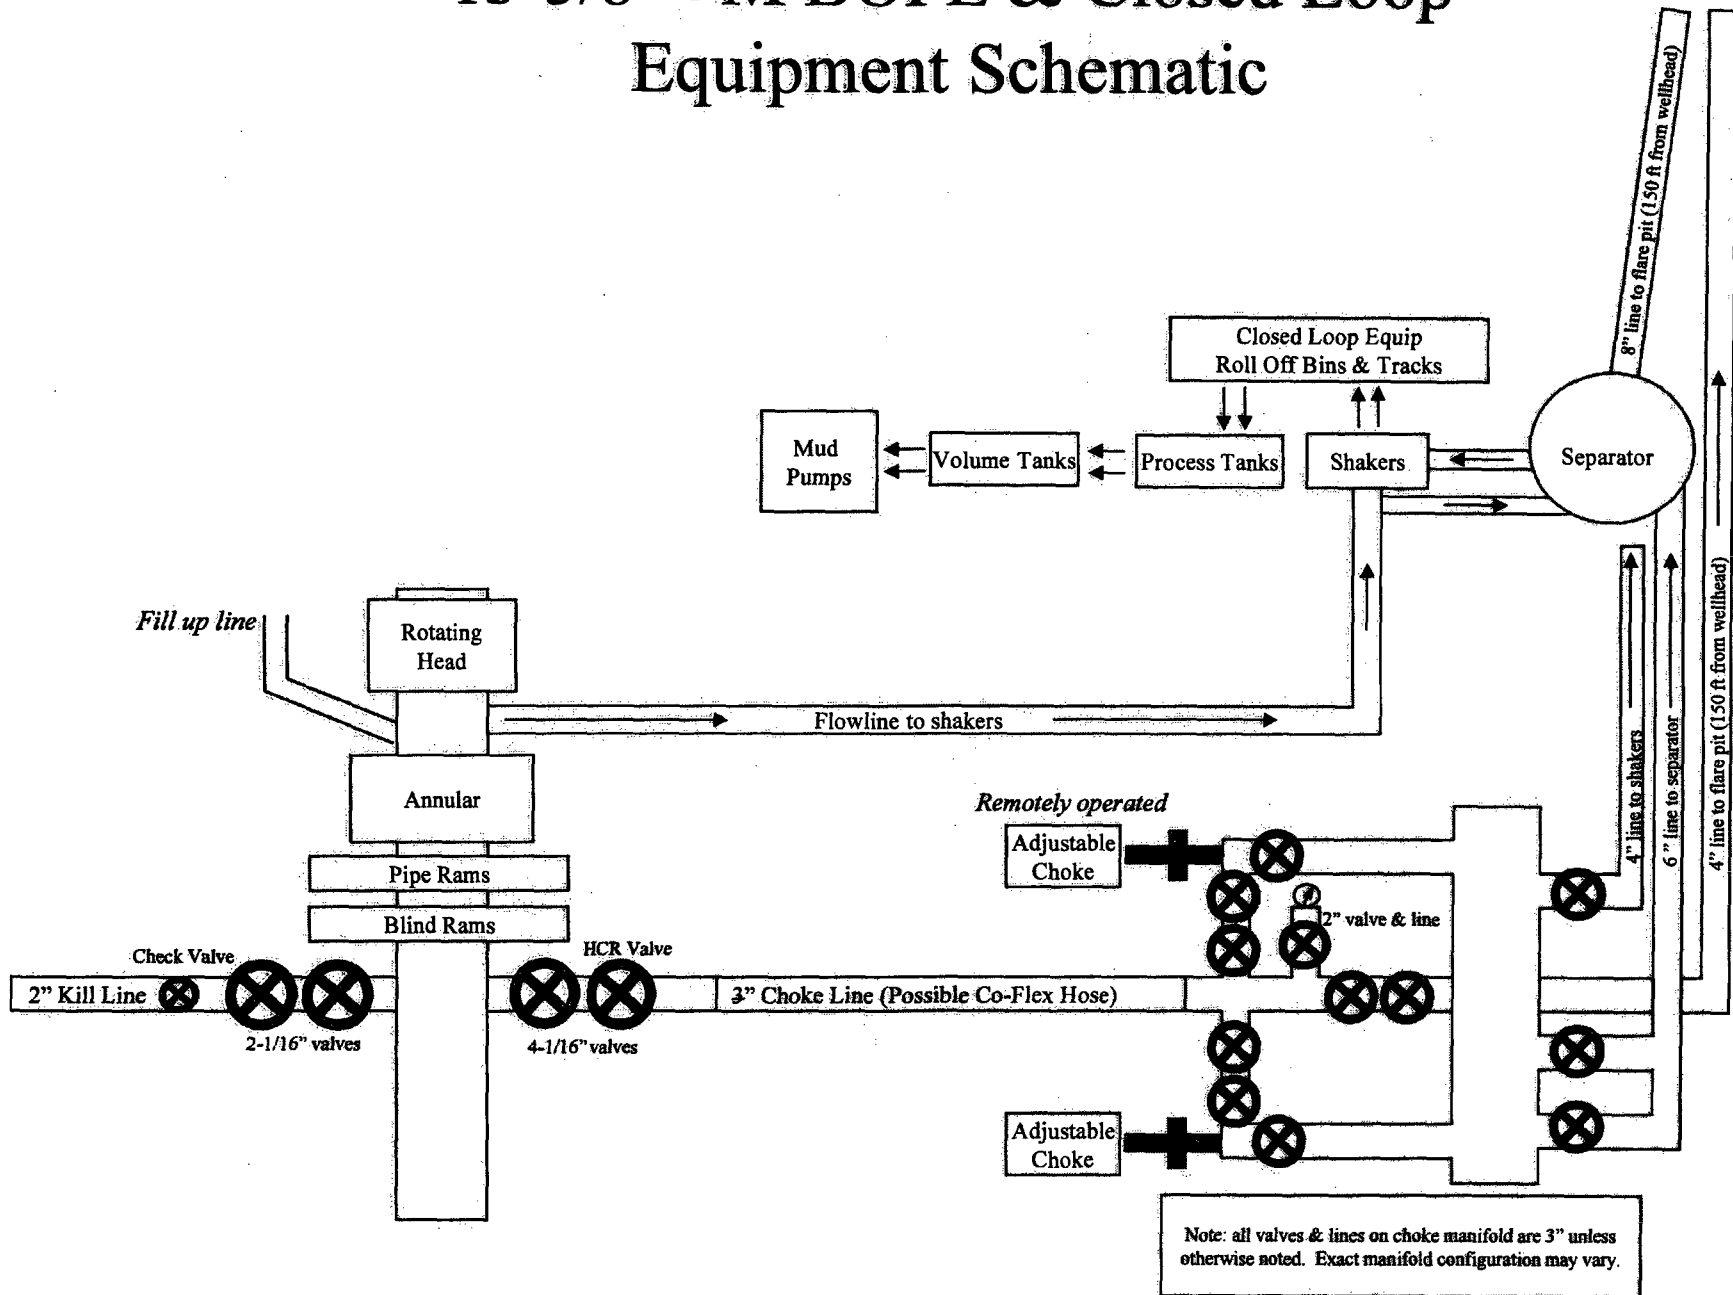 BOPE & Closed Loop
Equipment Schematic
8" line to flare pit (150 ft from wellhead)
Closed Loop Equip
Roll Off Bins & Tracks
Mud
Pumps
Volume Tanks
Process Tanks
Shakers
Separator
Fill up line
Rotating
Head
Flowline to shakers
Annular
Pipe Rams
Blind Rams
Remotely operated
Adjustable
Choke
2" valve & line
4" line to shakers
6" line to separator
4" line to flare pit (150 ft from wellhead)
Check Valve
HCR Valve
2" Kill Line
3" Choke Line (Possible Co-Flex Hose)
2-1/16" valves
4-1/16" valves
Adjustable
Choke
Note: all valves & lines on choke manifold are 3" unless
otherwise noted. Exact manifold configuration may vary.